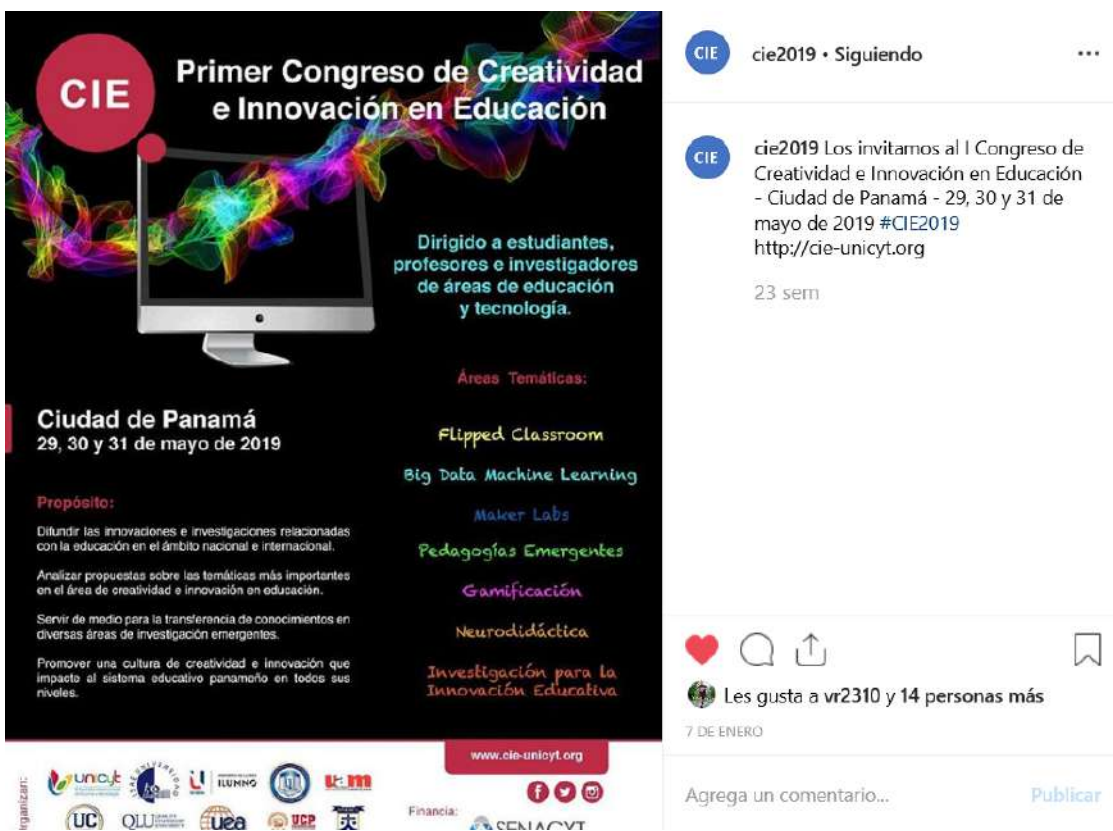 CIE
Primer Congreso de Creatividad
e Innovación en Educación
Dirigido a estudiantes,
profesores e investigadores
de áreas de educación
y tecnología.
Áreas Temáticas:
Flipped Classroom
Big Data Machine Learning
Maker Labs
Pedagogías Emergentes
Gamificación
Neurodidáctica
Investigación para la
Innovación Educativa
Ciudad de Panamá
29, 30 y 31 de mayo de 2019
Propósito:
Difundir las innovaciones e investigaciones relacionadas
con la educación en el ámbito nacional e internacional.
Analizar propuestas sobre las temáticas más importantes
en el área de creatividad e innovación en educación.
Servir de medio para la transferencia de conocimientos en
diversas áreas de investigación emergentes.
Promover una cultura de creatividad e innovación que
impacte al sistema educativo panameño en todos sus
niveles.
www.cie-unicyt.org
Organizan:
unicyt
ILUMNO
uam
UC
QLU
uea
UCP
Financia:
SENACYT
CIE
cie2019 • Siguiendo
CIE
cie2019 Los invitamos al I Congreso de
Creatividad e Innovación en Educación
- Ciudad de Panamá - 29, 30 y 31 de
mayo de 2019 #CIE2019
http://cie-unicyt.org
23 sem
Les gusta a vr2310 y 14 personas más
7 DE ENERO
Agrega un comentario...
Publicar